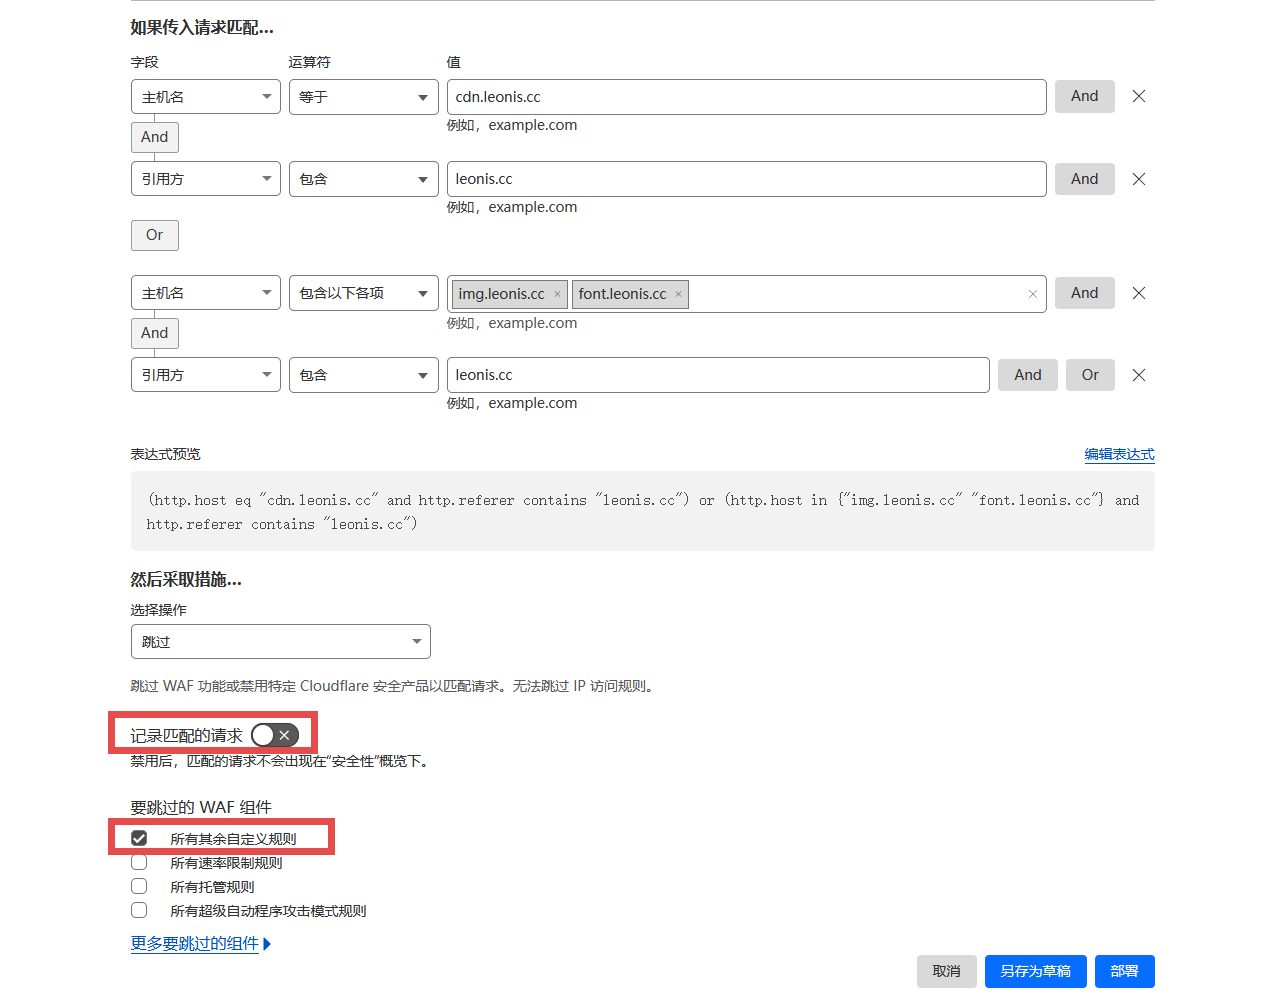 如果传入请求匹配...
字段 运算符 值
主机名 等于 cdn.leonis.cc And
例如，example.com
And
引用方 包含 leonis.cc And
例如，example.com
Or
主机名 包含以下各项 img.leonis.cc × font.leonis.cc × And
例如，example.com
And
引用方 包含 leonis.cc And Or
例如，example.com
表达式预览 编辑表达式
(http.host eq "cdn.leonis.cc" and http.referer contains "leonis.cc") or (http.host in {"img.leonis.cc" "font.leonis.cc"} and
http.referer contains "leonis.cc")
然后采取措施...
选择操作
跳过
跳过 WAF 功能或禁用特定 Cloudflare 安全产品以匹配请求。无法跳过 IP 访问规则。
记录匹配的请求
禁用后，匹配的请求不会出现在“安全性”概览下。
要跳过的 WAF 组件
所有其余自定义规则
所有速率限制规则
所有托管规则
所有超级自动程序攻击模式规则
更多要跳过的组件
取消 另存为草稿 部署